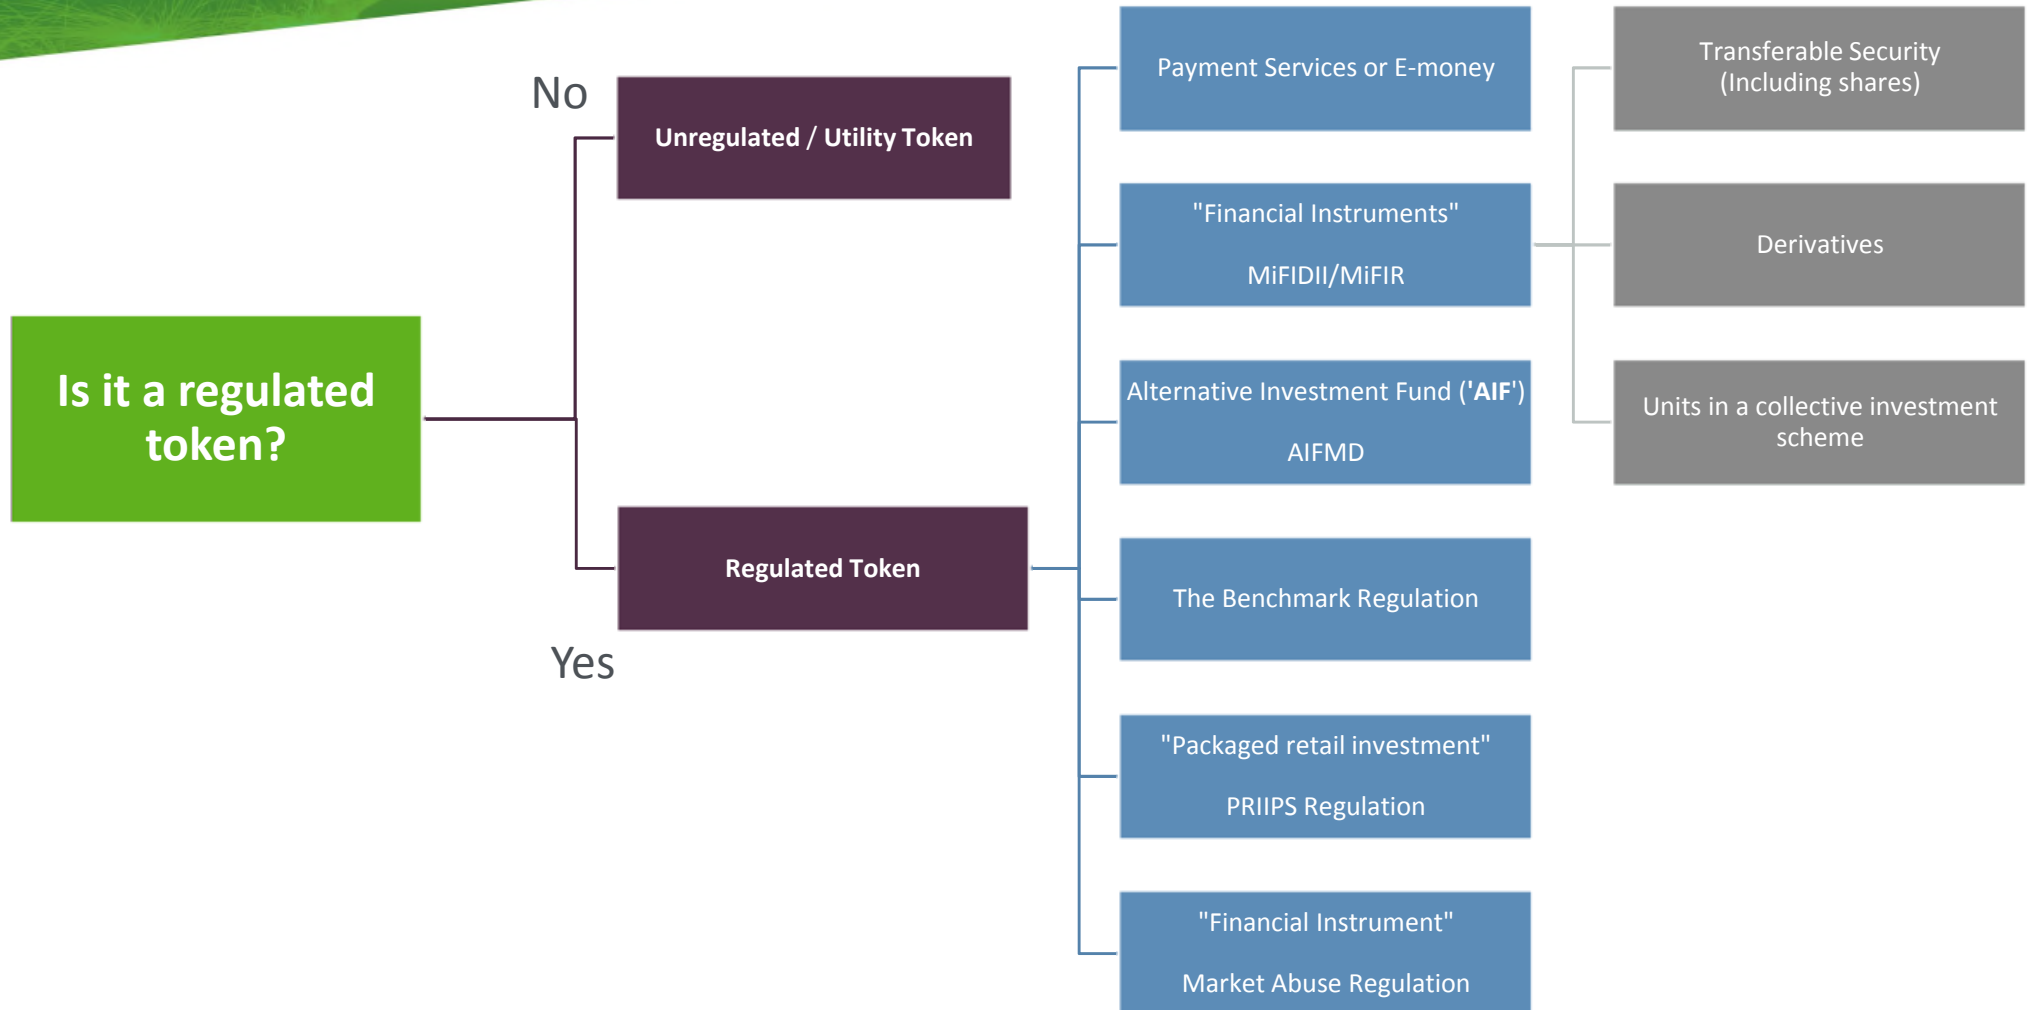 Is it a regulated
token?
No
Unregulated / Utility Token
Yes
Regulated Token
Payment Services or E-money
"Financial Instruments"
MiFIDII/MiFIR
Alternative Investment Fund ('AIF')
AIFMD
The Benchmark Regulation
"Packaged retail investment"
PRIIPS Regulation
"Financial Instrument"
Market Abuse Regulation
Transferable Security
(Including shares)
Derivatives
Units in a collective investment
scheme